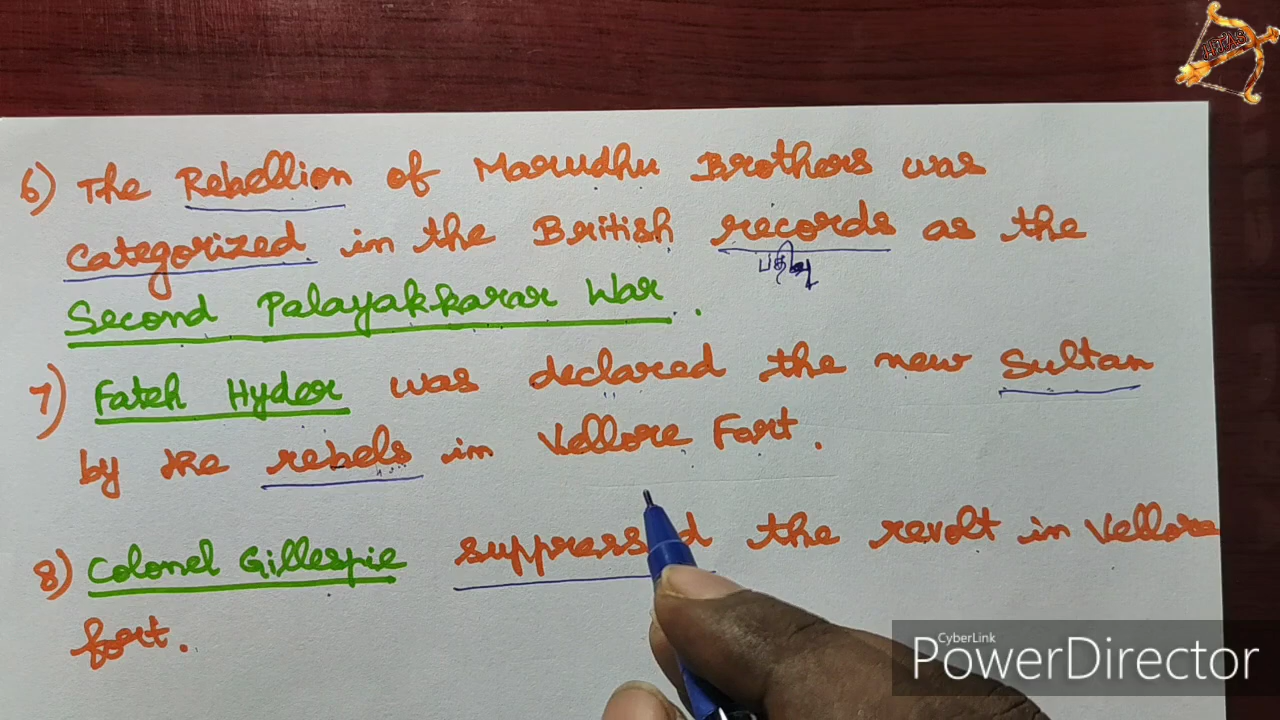 6) The Rebellion of Marudhu Brothers was
categorized in the British records as the
பதிவு
Second Palayakkarar War.
7) Fateh Hyder was declared the new Sultan
by the rebels in Vellore Fort.
8) Colonel Gillespie suppressed the revolt in Vellore
fort.
CyberLink
PowerDirector